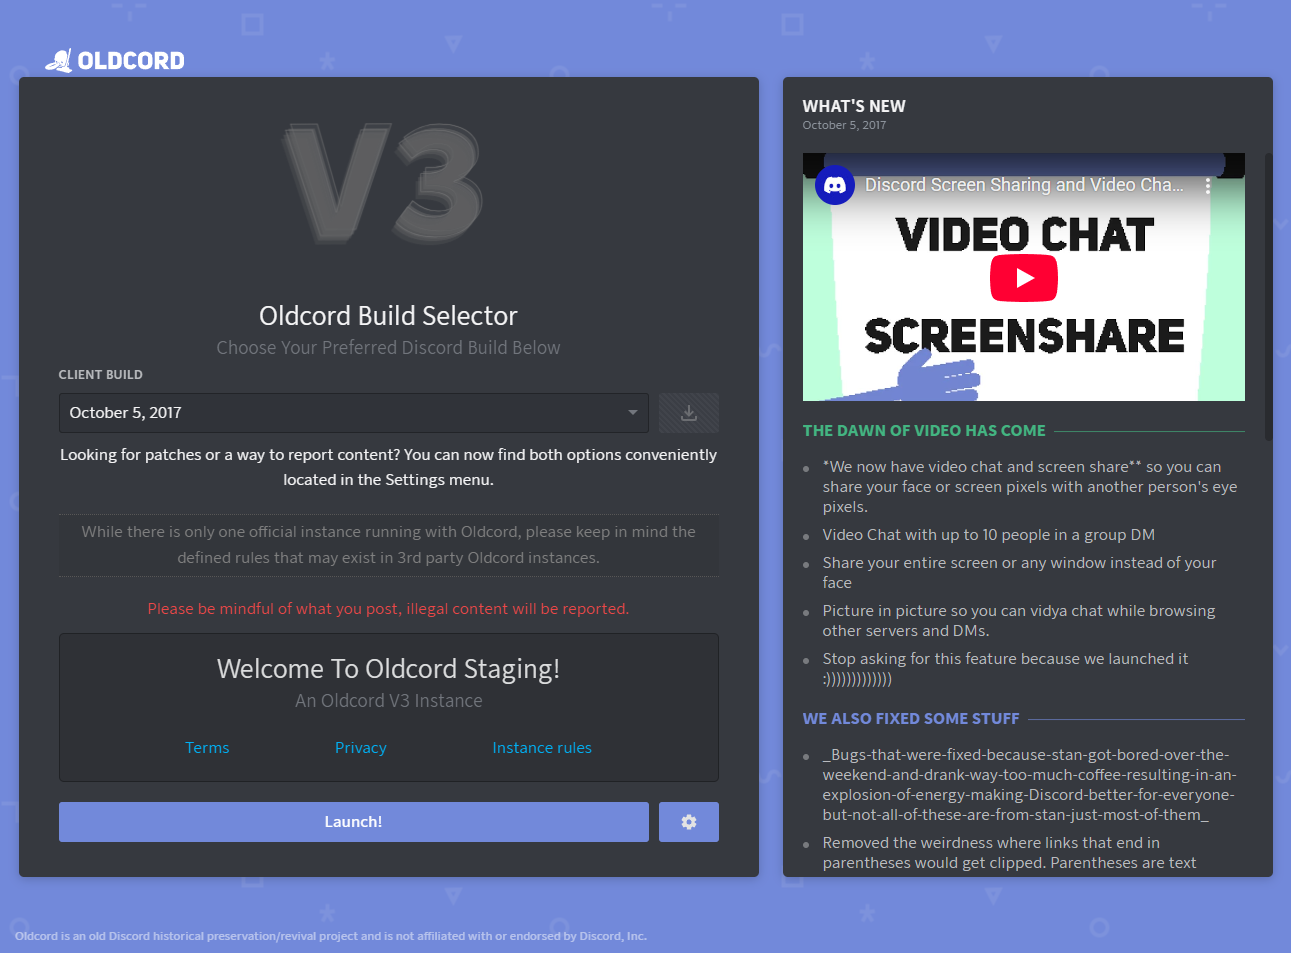 OLDCORD
V3
Oldcord Build Selector
Choose Your Preferred Discord Build Below
CLIENT BUILD
October 5, 2017
Looking for patches or a way to report content? You can now find both options conveniently
located in the Settings menu.
While there is only one official instance running with Oldcord, please keep in mind the
defined rules that may exist in 3rd party Oldcord instances.
Please be mindful of what you post, illegal content will be reported.
Welcome To Oldcord Staging!
An Oldcord V3 Instance
Terms Privacy Instance rules
Launch!
WHAT'S NEW
October 5, 2017
Discord Screen Sharing and Video Cha...
VIDEO CHAT
SCREENSHARE
THE DAWN OF VIDEO HAS COME
*We now have video chat and screen share** so you can
share your face or screen pixels with another person's eye
pixels.
Video Chat with up to 10 people in a group DM
Share your entire screen or any window instead of your
face
Picture in picture so you can vidya chat while browsing
other servers and DMs.
Stop asking for this feature because we launched it
:)))))))))))))
WE ALSO FIXED SOME STUFF
_Bugs-that-were-fixed-because-stan-got-bored-over-the-
weekend-and-drank-way-too-much-coffee-resulting-in-an-
explosion-of-energy-making-Discord-better-for-everyone-
but-not-all-of-these-are-from-stan-just-most-of-them_
Removed the weirdness where links that end in
parentheses would get clipped. Parentheses are text
Oldcord is an old Discord historical preservation/revival project and is not affiliated with or endorsed by Discord, Inc.